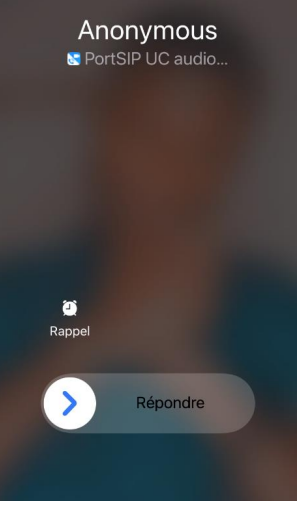 Anonymous
PortSIP UC audio...
Rappel
Répondre